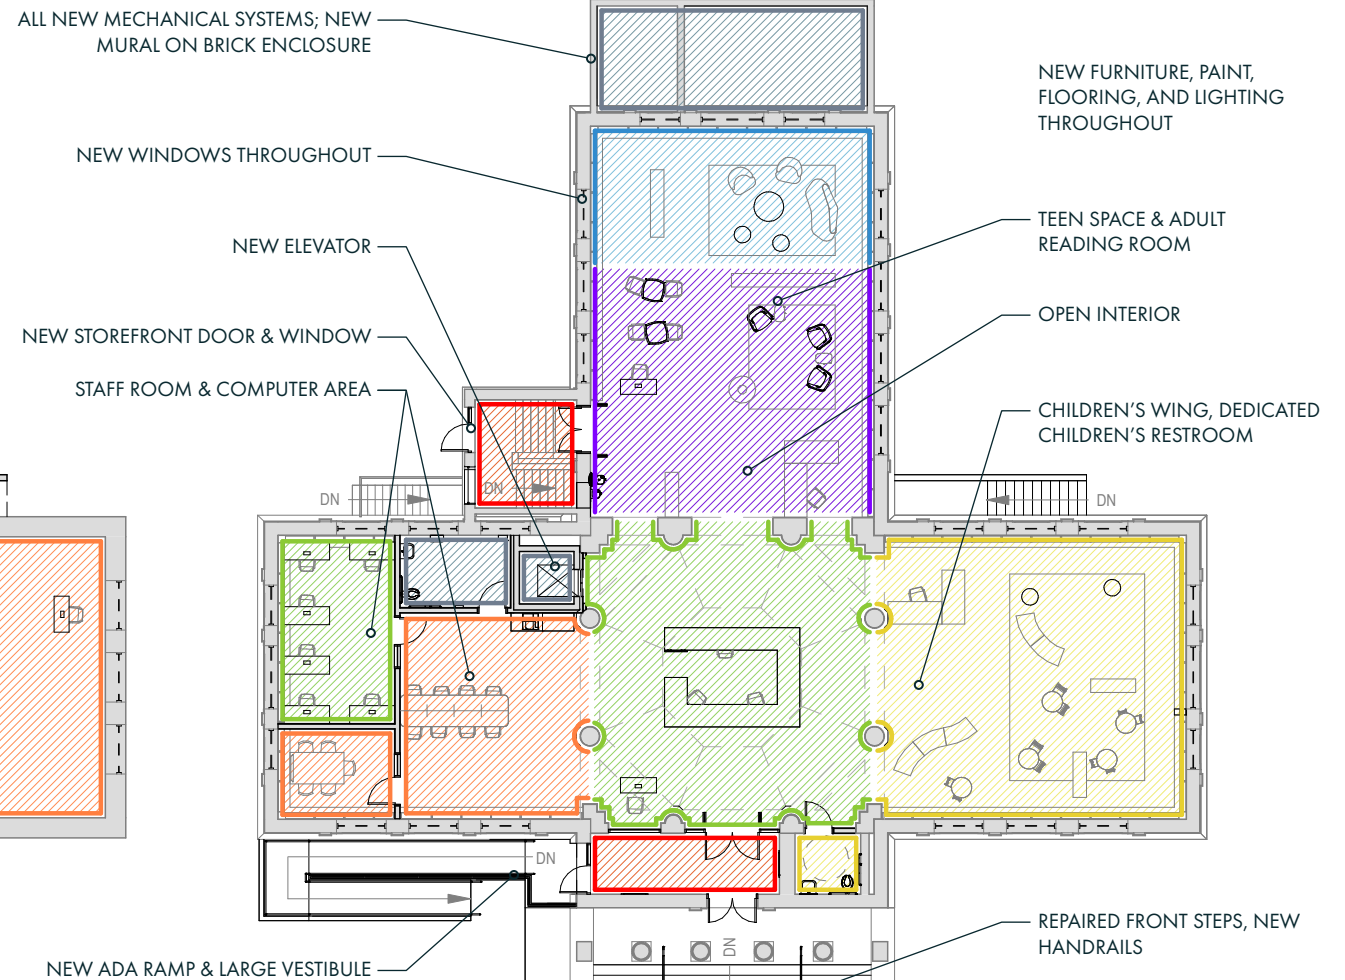 ALL NEW MECHANICAL SYSTEMS; NEW
MURAL ON BRICK ENCLOSURE
NEW FURNITURE, PAINT,
FLOORING, AND LIGHTING
THROUGHOUT
NEW WINDOWS THROUGHOUT
TEEN SPACE & ADULT
READING ROOM
NEW ELEVATOR
OPEN INTERIOR
NEW STOREFRONT DOOR & WINDOW
STAFF ROOM & COMPUTER AREA
CHILDREN'S WING, DEDICATED
CHILDREN'S RESTROOM
DN
DN
DN
DN
DN
REPAIRED FRONT STEPS, NEW
HANDRAILS
NEW ADA RAMP & LARGE VESTIBULE